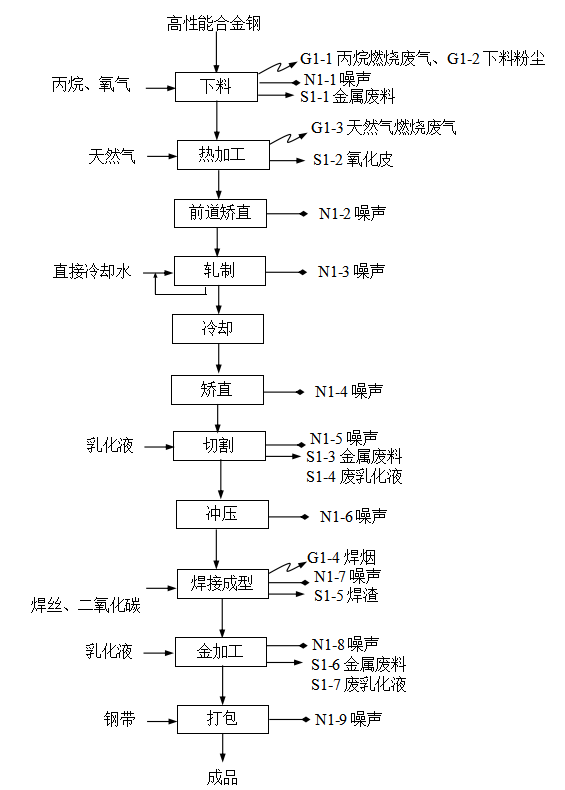 高性能合金钢
G1-1 丙烷燃烧废气、G1-2 下料粉尘
丙烷、氧气
下料
N1-1 噪声
S1-1 金属废料
G1-3 天然气燃烧废气
天然气
热加工
S1-2 氧化皮
前道矫直
N1-2 噪声
直接冷却水
轧制
N1-3 噪声
冷却
矫直
N1-4 噪声
乳化液
切割
N1-5 噪声
S1-3 金属废料
S1-4 废乳化液
冲压
N1-6 噪声
G1-4 焊烟
焊接成型
N1-7 噪声
S1-5 焊渣
焊丝、二氧化碳
N1-8 噪声
乳化液
金加工
S1-6 金属废料
S1-7 废乳化液
钢带
打包
N1-9 噪声
成品